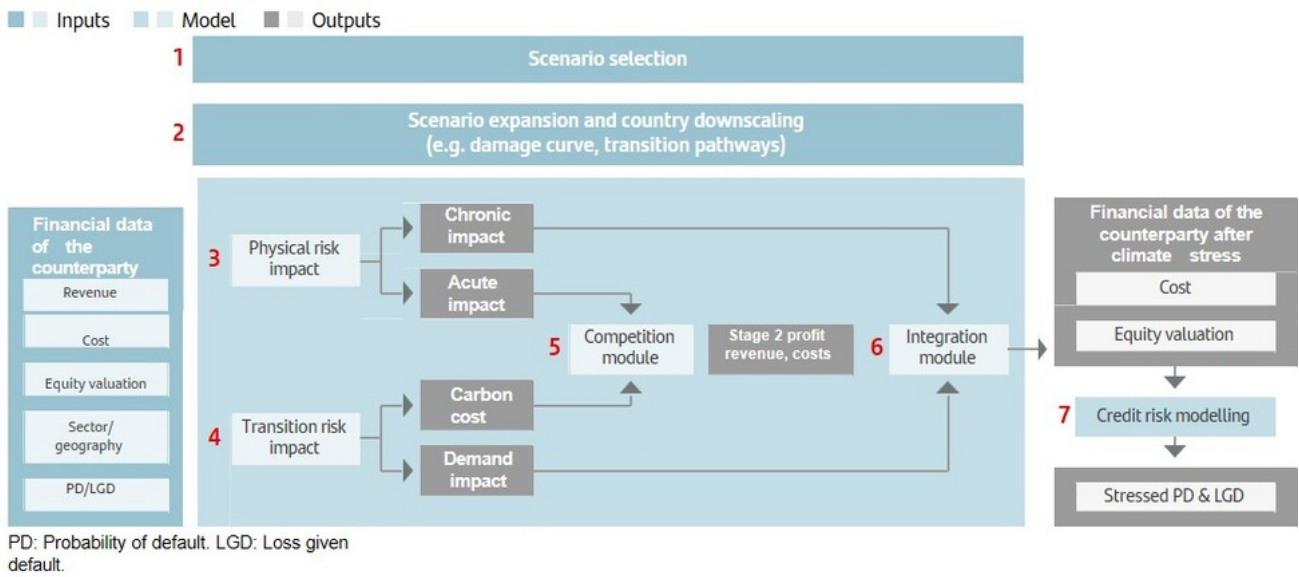 Inputs Model Outputs
1
Scenario selection
2
Scenario expansion and country downscaling
(e.g. damage curve, transition pathways)
Financial data
of the
counterparty
Revenue
Cost
Equity valuation
Sector/
geography
PD/LGD
3
Physical risk
impact
Chronic
impact
Acute
impact
4
Transition risk
impact
Carbon
cost
Demand
impact
5
Competition
module
Stage 2 profit
revenue, costs
6
Integration
module
Financial data of the
counterparty after
climate stress
Cost
Equity valuation
7
Credit risk modelling
Stressed PD & LGD
PD: Probability of default. LGD: Loss given
default.